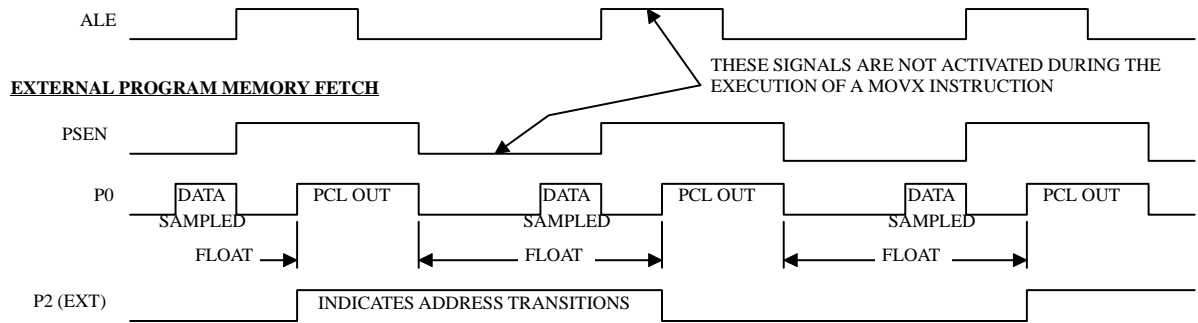 ALE
THESE SIGNALS ARE NOT ACTIVATED DURING THE
EXECUTION OF A MOVX INSTRUCTION
EXTERNAL PROGRAM MEMORY FETCH
PSEN
P0
DATA
SAMPLED
PCL OUT
DATA
SAMPLED
PCL OUT
DATA
SAMPLED
PCL OUT
FLOAT
FLOAT
FLOAT
P2 (EXT)
INDICATES ADDRESS TRANSITIONS